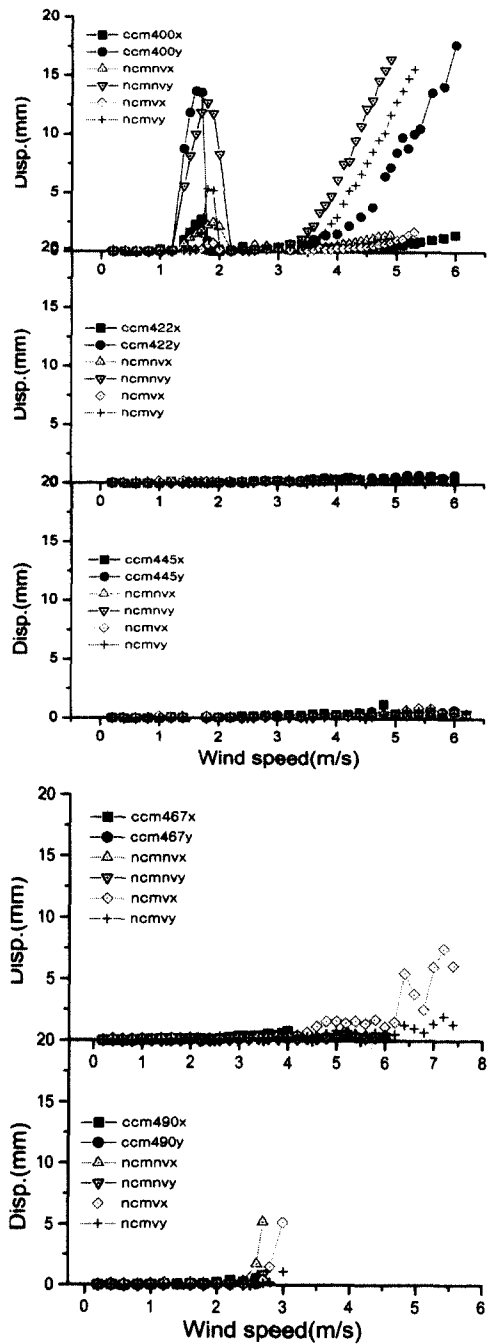 20
ccm400x
ccm400y
ncmnvx
ncmnvy
ncmvx
ncmvy
15
10
5
0
Disp.(mm)
0 1 2 3 4 5 6
20
ccm422x
ccm422y
ncmnvx
ncmnvy
ncmvx
ncmvy
15
10
5
0
Disp.(mm)
0 1 2 3 4 5 6
20
ccm445x
ccm445y
ncmnvx
ncmnvy
ncmvx
ncmvy
15
10
5
0
Disp.(mm)
0 1 2 3 4 5 6
Wind speed(m/s)
20
ccm467x
ccm467y
ncmnvx
ncmnvy
ncmvx
ncmvy
15
10
5
0
Disp.(mm)
0 1 2 3 4 5 6 7 8
20
ccm490x
ccm490y
ncmnvx
ncmnvy
ncmvx
ncmvy
15
10
5
0
Disp.(mm)
0 1 2 3 4 5 6
Wind speed(m/s)